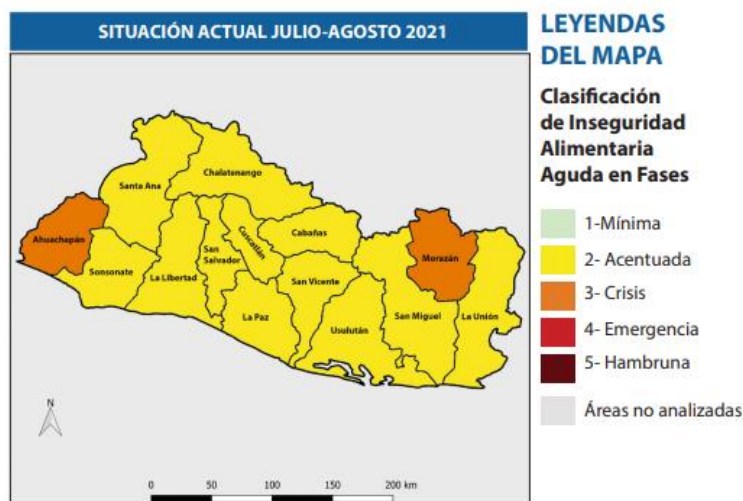 SITUACIÓN ACTUAL JULIO-AGOSTO 2021
LEYENDAS
DEL MAPA
Clasificación
de Inseguridad
Alimentaria
Aguda en Fases
1-Mínima
2- Acentuada
3- Crisis
4- Emergencia
5- Hambruna
Áreas no analizadas
Santa Ana
Chalatenango
Ahuachapán
Sonsonate
La Libertad
San
Salvador
Cuscatlán
Cabañas
San Vicente
La Paz
Usulután
San Miguel
Morazán
La Unión
N
0 50 100 150 200 km